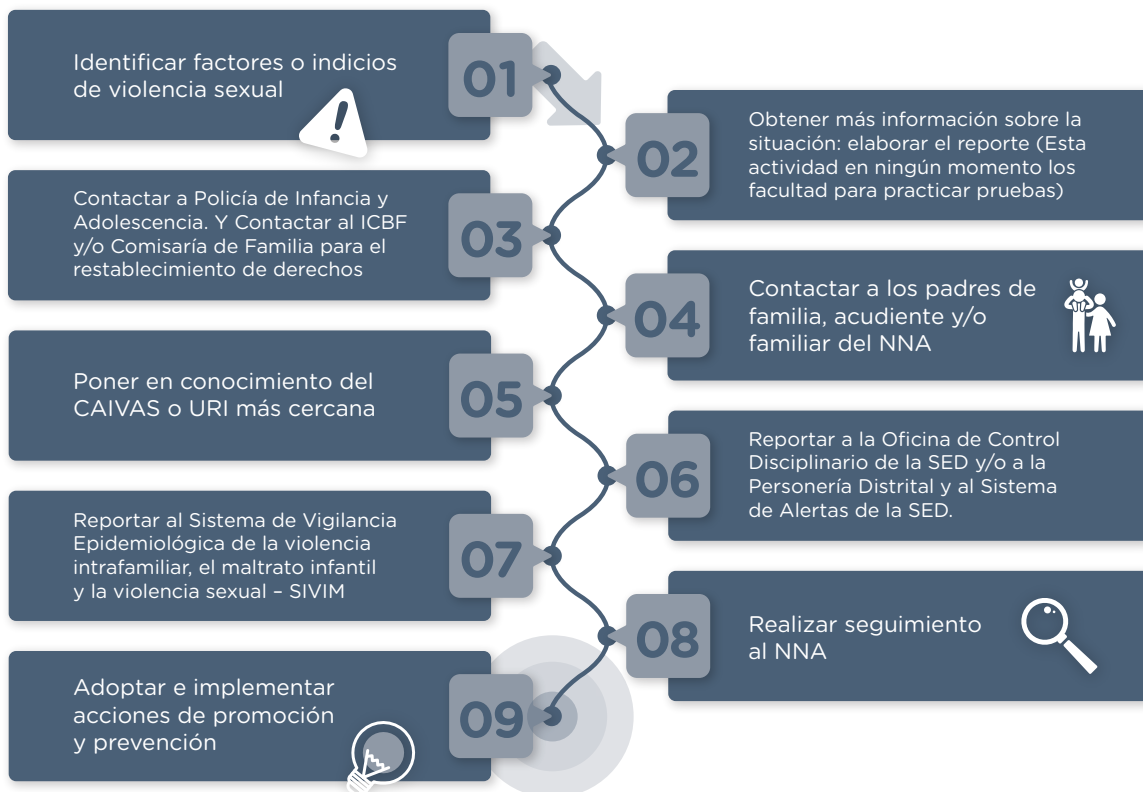 01
Identificar factores o indicios
de violencia sexual
02
Obtener más información sobre la
situación: elaborar el reporte (Esta
actividad en ningún momento los
facultad para practicar pruebas)
03
Contactar a Policía de Infancia y
Adolescencia. Y Contactar al ICBF
y/o Comisaría de Familia para el
restablecimiento de derechos
04
Contactar a los padres de
familia, acudiente y/o
familiar del NNA
05
Poner en conocimiento del
CAIVAS o URI más cercana
06
Reportar a la Oficina de Control
Disciplinario de la SED y/o a la
Personería Distrital y al Sistema
de Alertas de la SED.
07
Reportar al Sistema de Vigilancia
Epidemiológica de la violencia
intrafamiliar, el maltrato infantil
y la violencia sexual – SIVIM
08
Realizar seguimiento
al NNA
09
Adoptar e implementar
acciones de promoción
y prevención